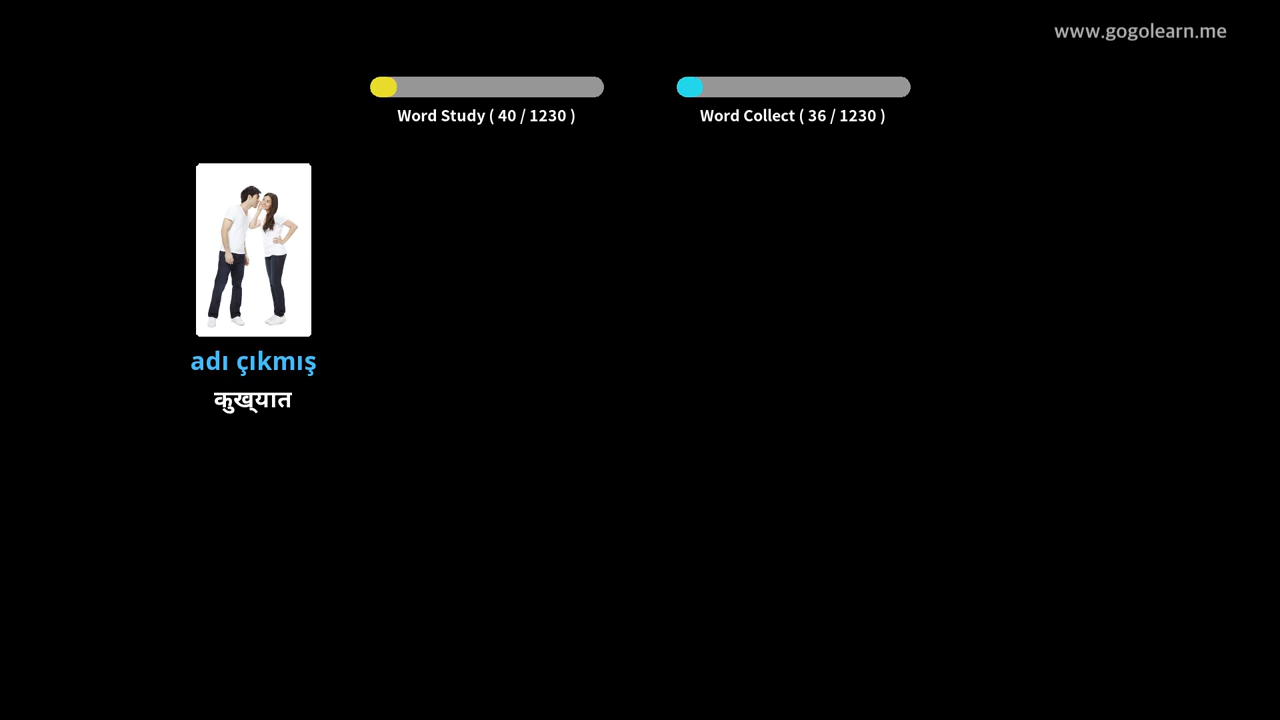 www.gogolearn.me
Word Study ( 40 / 1230 )
Word Collect ( 36 / 1230 )
adı çıkmış
कुख्यात